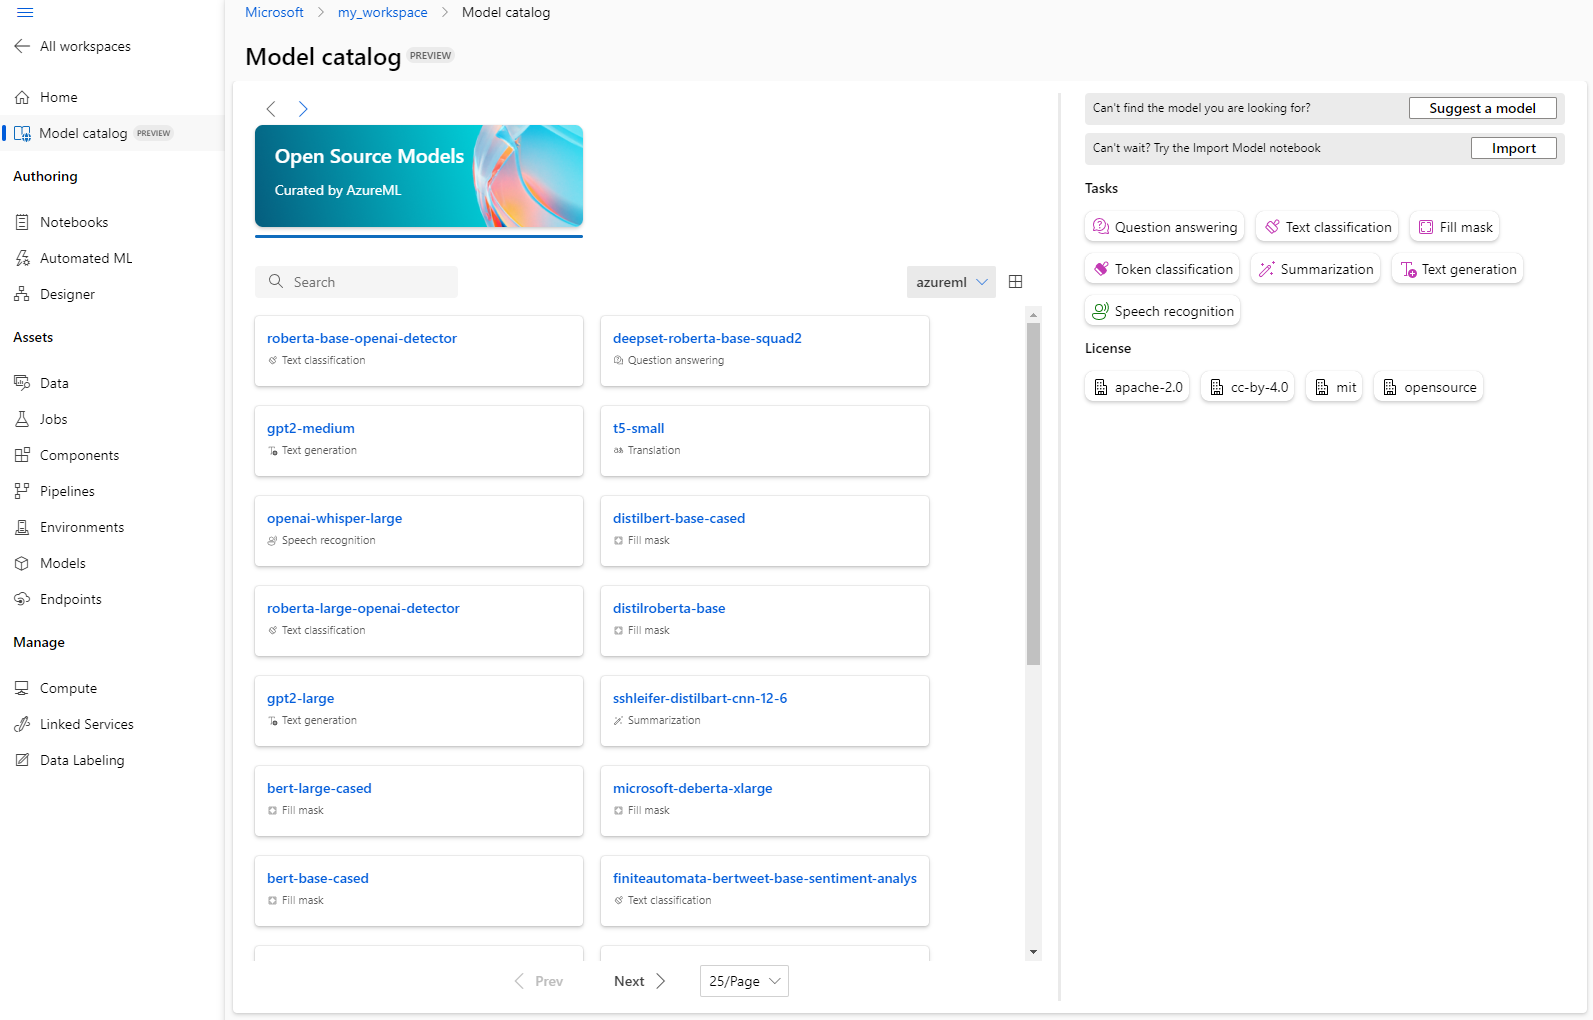 Microsoft > my_workspace > Model catalog
All workspaces
Home
Model catalog PREVIEW
Authoring
Notebooks
Automated ML
Designer
Assets
Data
Jobs
Components
Pipelines
Environments
Models
Endpoints
Manage
Compute
Linked Services
Data Labeling
Model catalog PREVIEW
Open Source Models
Curated by AzureML
Search
azureml
roberta-base-openai-detector
Text classification
deepset-roberta-base-squad2
Question answering
gpt2-medium
Text generation
t5-small
Translation
openai-whisper-large
Speech recognition
distilbert-base-cased
Fill mask
roberta-large-openai-detector
Text classification
distilroberta-base
Fill mask
gpt2-large
Text generation
sshleifer-distilbart-cnn-12-6
Summarization
bert-large-cased
Fill mask
microsoft-deberta-xlarge
Fill mask
bert-base-cased
Fill mask
finiteautomata-bertweet-base-sentiment-analys
Text classification
Prev
Next
25/Page
Can't find the model you are looking for?
Suggest a model
Can't wait? Try the Import Model notebook
Import
Tasks
Question answering
Text classification
Fill mask
Token classification
Summarization
Text generation
Speech recognition
License
apache-2.0
cc-by-4.0
mit
opensource